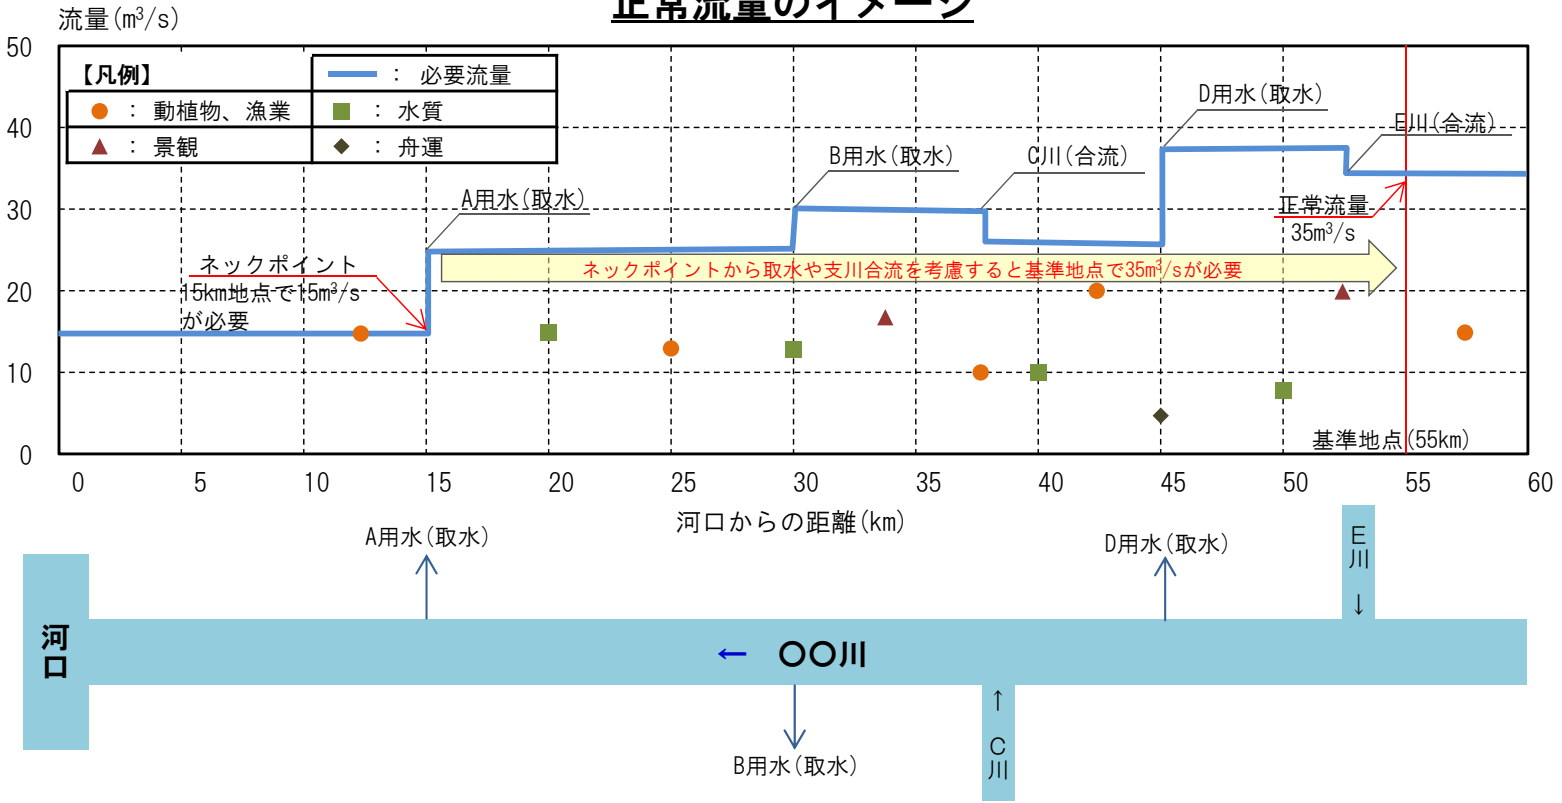 正常流量のイメージ
流量(m³/s)
50
40
30
20
10
0
【凡例】
： 必要流量
： 動植物、漁業
： 水質
： 景観
： 舟運
A用水(取水)
B用水(取水)
C川(合流)
D用水(取水)
E川(合流)
ネックポイント
15km地点で15m³/s
が必要
ネックポイントから取水や支川合流を考慮すると基準地点で35m³/sが必要
正常流量
35m³/s
基準地点(55km)
0 5 10 15 20 25 30 35 40 45 50 55 60
河口からの距離(km)
A用水(取水)
D用水(取水)
E川
↓
河口
← 〇〇川
↑
C川
B用水(取水)